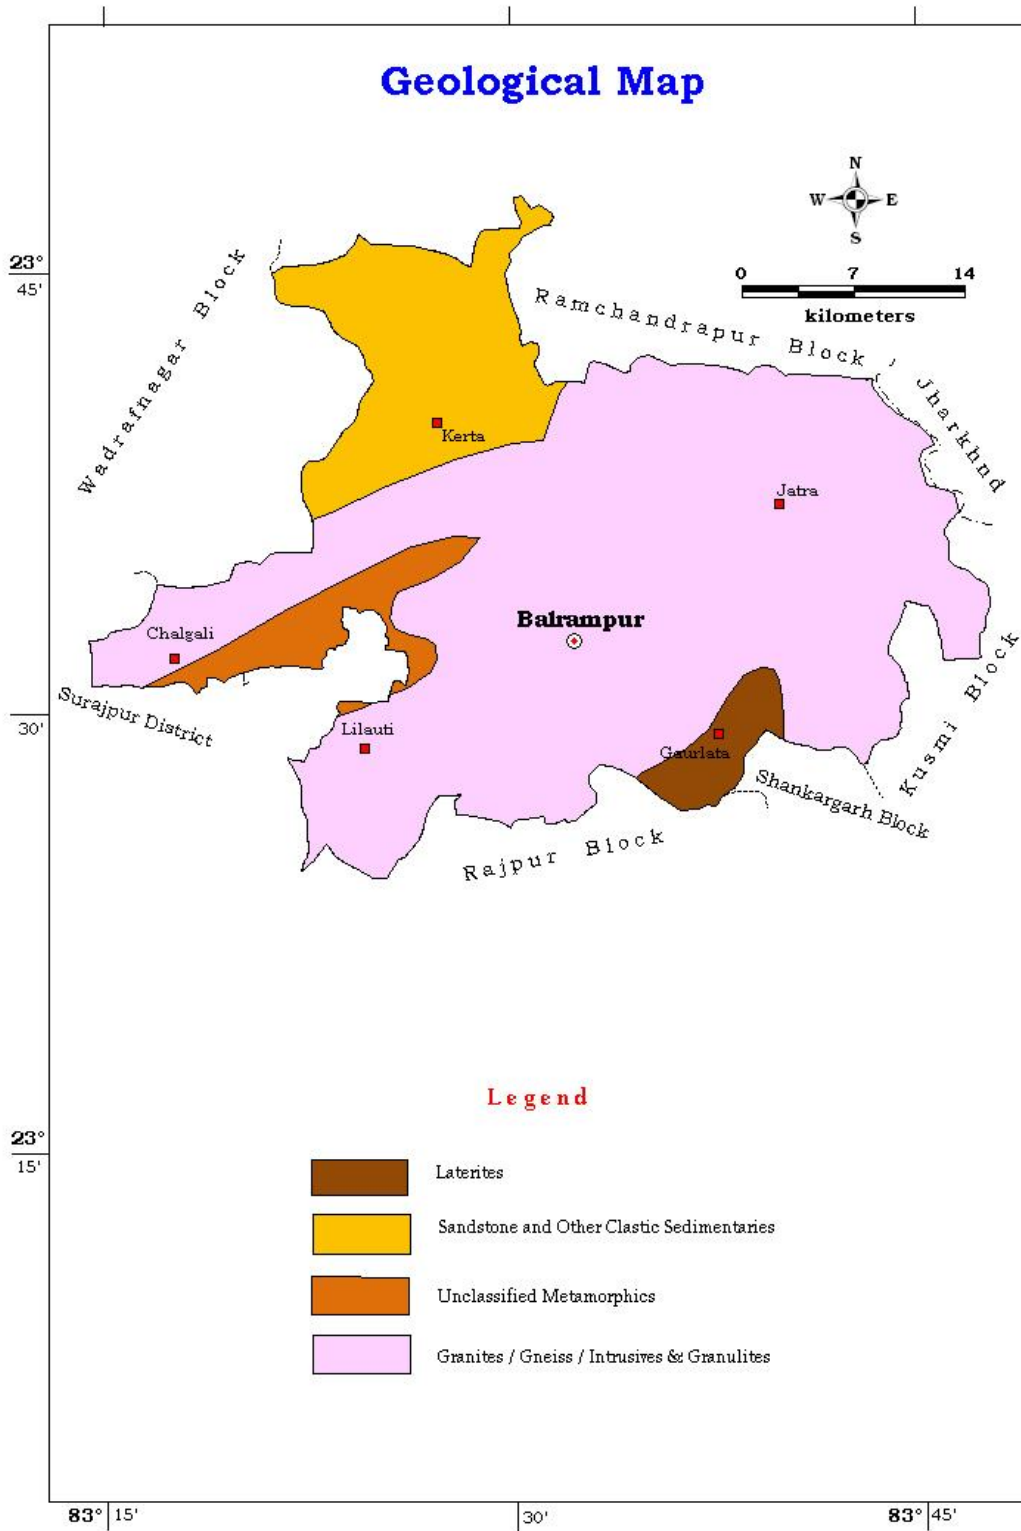 Geological Map
N
W E
S
23°
45'
0 7 14
kilometers
Wadrafnagar Block
Ramchandrapur Block
Jharkhnd
Kerta
Jatra
Balrampur
Chalgali
Surajpur District
30'
Lilauti
Gaurlata
Shankargarh Block
Kusmi Block
Rajpur Block
Legend
23°
15'
Laterites
Sandstone and Other Clastic Sedimentaries
Unclassified Metamorphics
Granites / Gneiss / Intrusives & Granulites
83° 15' 30' 83° 45'